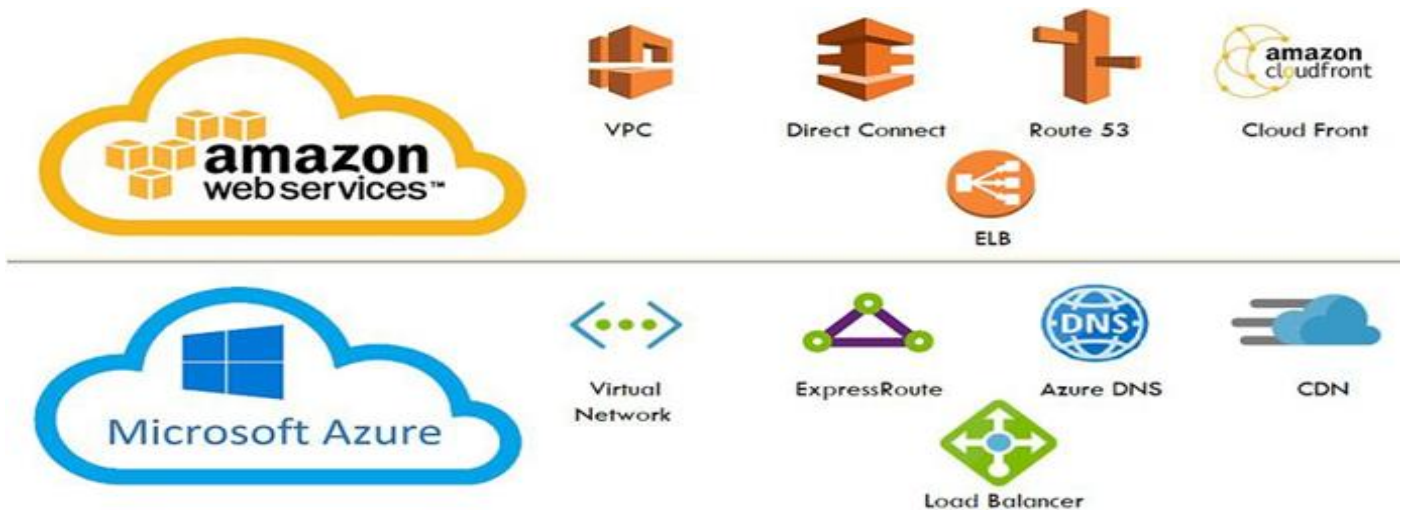 amazon
web services™
VPC
Direct Connect
Route 53
amazon
cloudfront
Cloud Front
ELB
Microsoft Azure
Virtual
Network
ExpressRoute
DNS
Azure DNS
CDN
Load Balancer